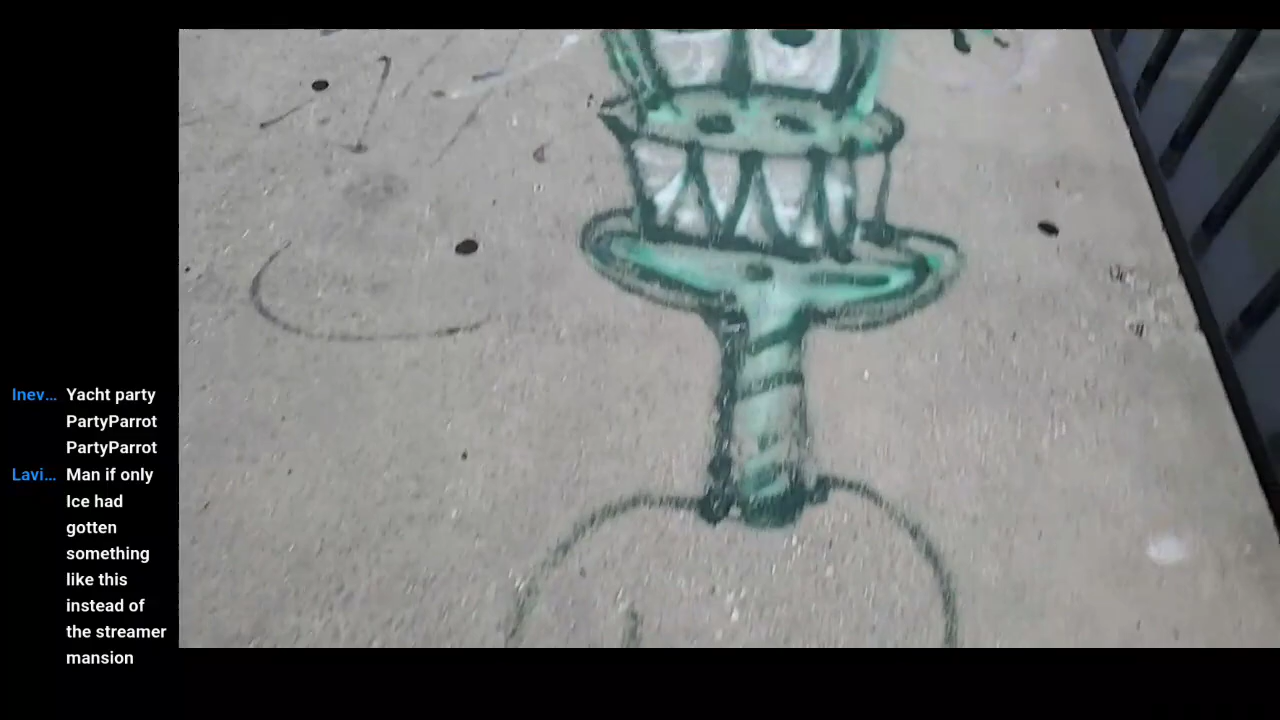 Inev... Yacht party
PartyParrot
PartyParrot
Lavi... Man if only
Ice had
gotten
something
like this
instead of
the streamer
mansion